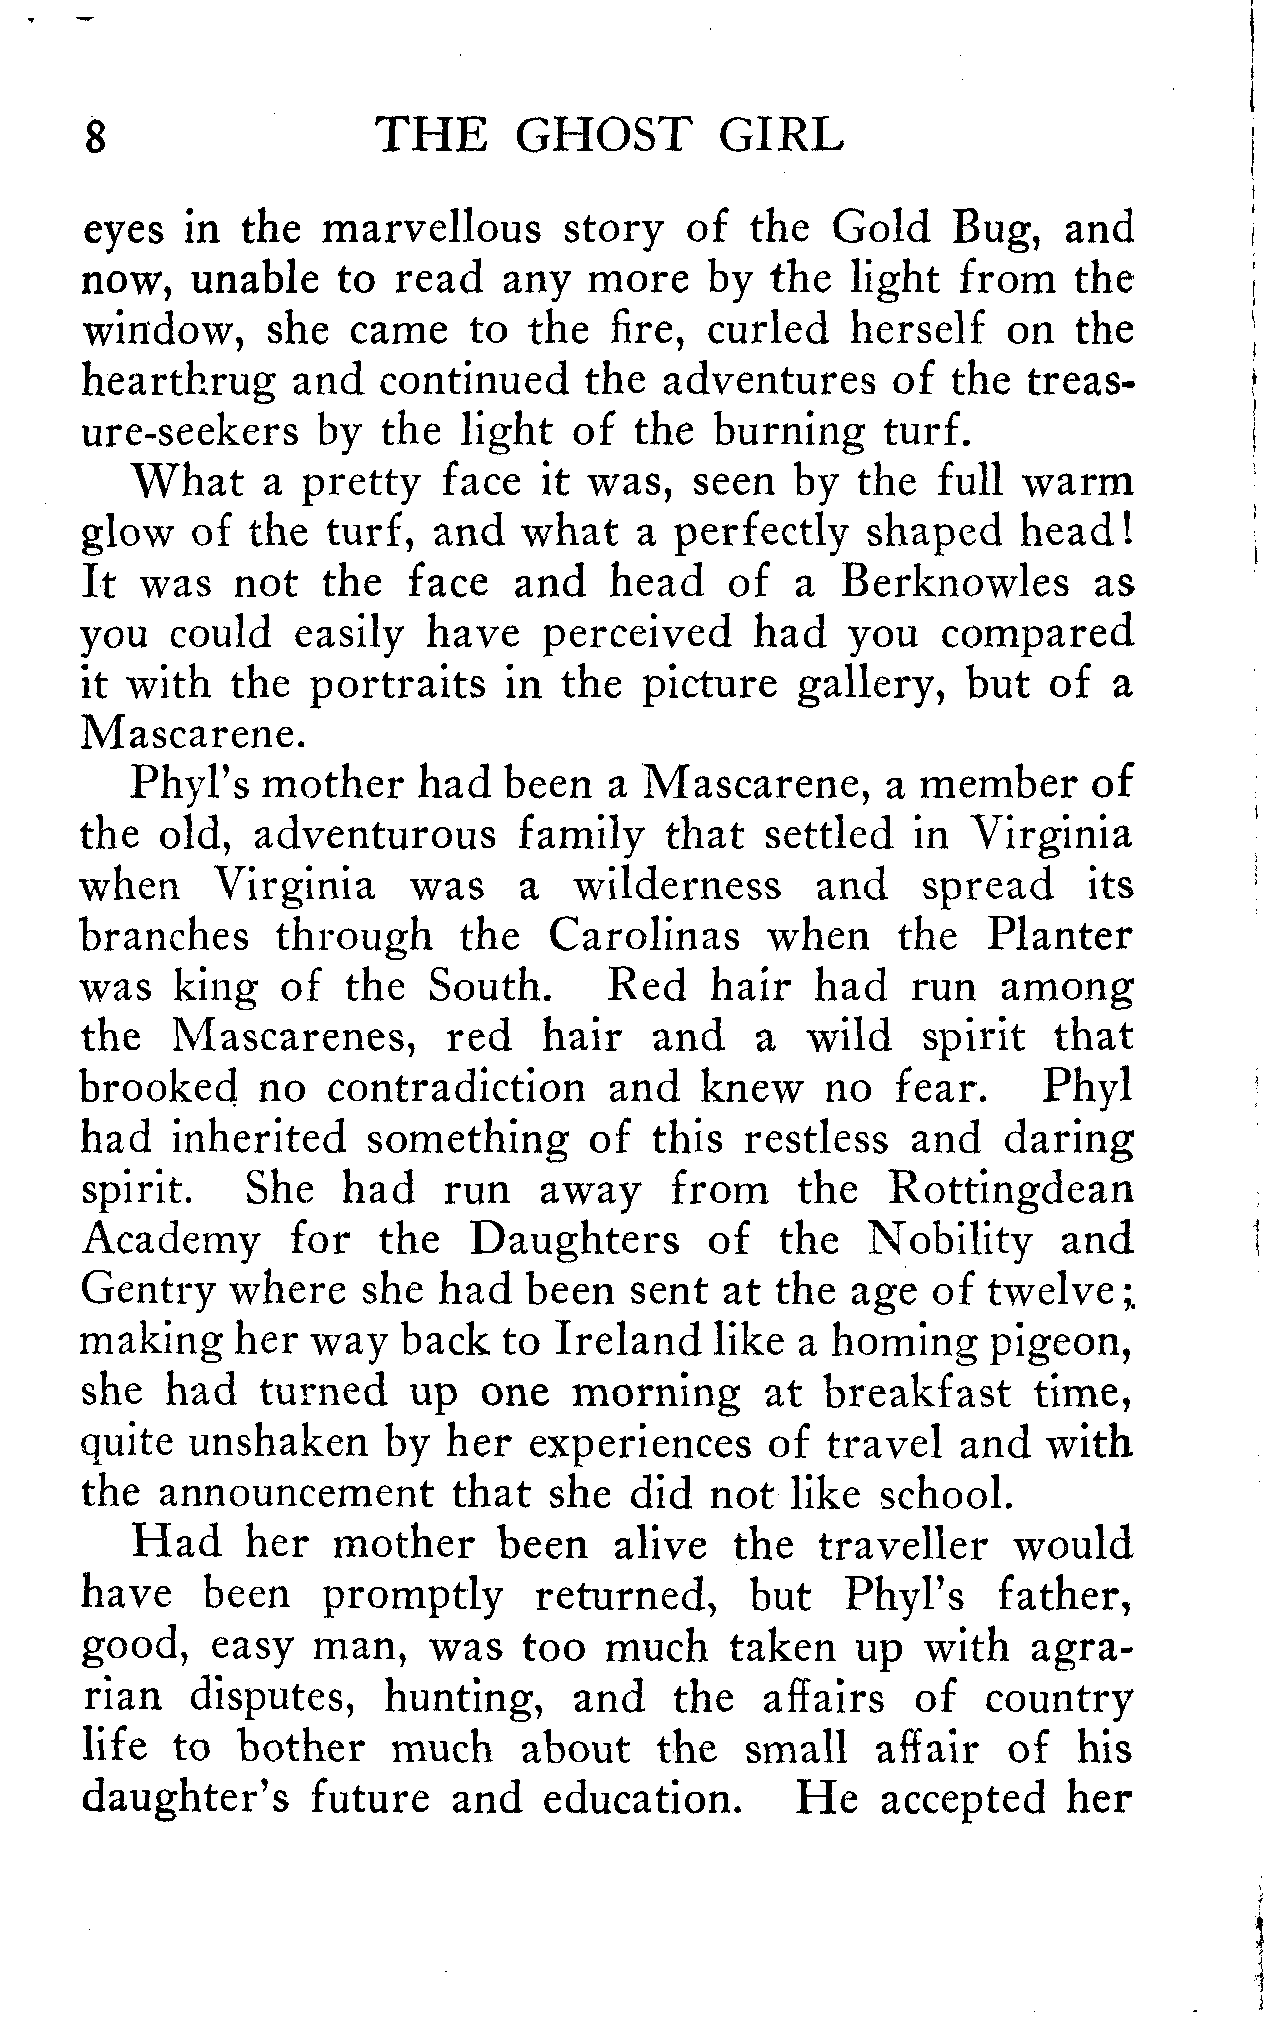 8 THE GHOST GIRL
eyes in the marvellous story of the Gold Bug, and
now, unable to read any more by the light from the
window, she came to the fire, curled herself on the
hearthrug and continued the adventures of the treas-
ure-seekers by the light of the burning turf.
What a pretty face it was, seen by the full warm
glow of the turf, and what a perfectly shaped head!
It was not the face and head of a Berknowles as
you could easily have perceived had you compared
it with the portraits in the picture gallery, but of a
Mascarene.
Phyl's mother had been a Mascarene, a member of
the old, adventurous family that settled in Virginia
when Virginia was a wilderness and spread its
branches through the Carolinas when the Planter
was king of the South. Red hair had run among
the Mascarenes, red hair and a wild spirit that
brooked no contradiction and knew no fear. Phyl
had inherited something of this restless and daring
spirit. She had run away from the Rottingdean
Academy for the Daughters of the Nobility and
Gentry where she had been sent at the age of twelve;
making her way back to Ireland like a homing pigeon,
she had turned up one morning at breakfast time,
quite unshaken by her experiences of travel and with
the announcement that she did not like school.
Had her mother been alive the traveller would
have been promptly returned, but Phyl's father,
good, easy man, was too much taken up with agra-
rian disputes, hunting, and the affairs of country
life to bother much about the small affair of his
daughter's future and education. He accepted her